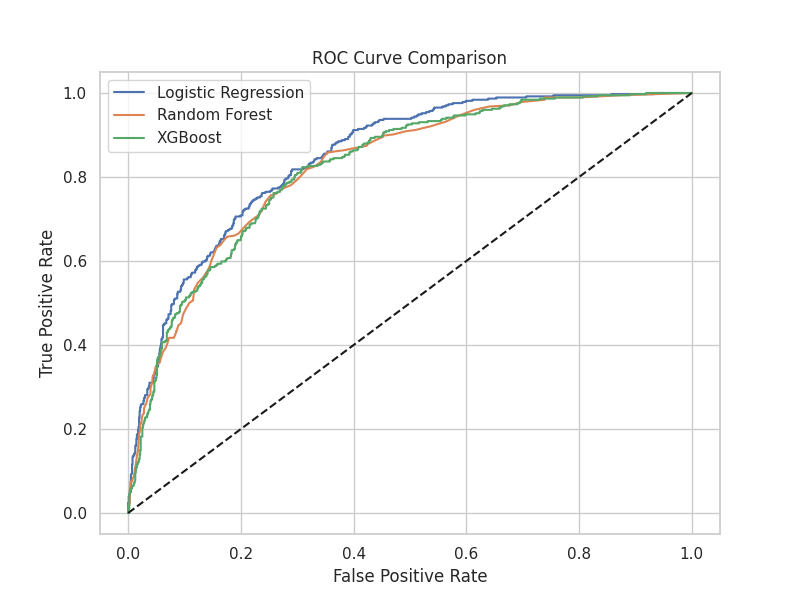 ROC Curve Comparison
Logistic Regression
Random Forest
XGBoost
True Positive Rate
1.0
0.8
0.6
0.4
0.2
0.0
0.0 0.2 0.4 0.6 0.8 1.0
False Positive Rate